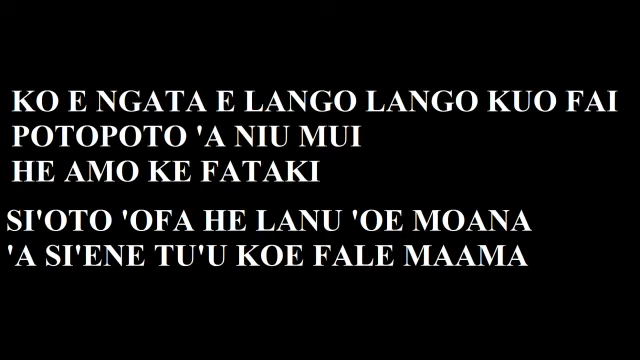 KO E NGATA E LANGO LANGO KUO FAI
POTOPOTO 'A NIU MUI
HE AMO KE FATAKI
SI'OTO 'OFA HE LANU 'OE MOANA
'A SI'ENE TU'U KOE FALE MAAMA